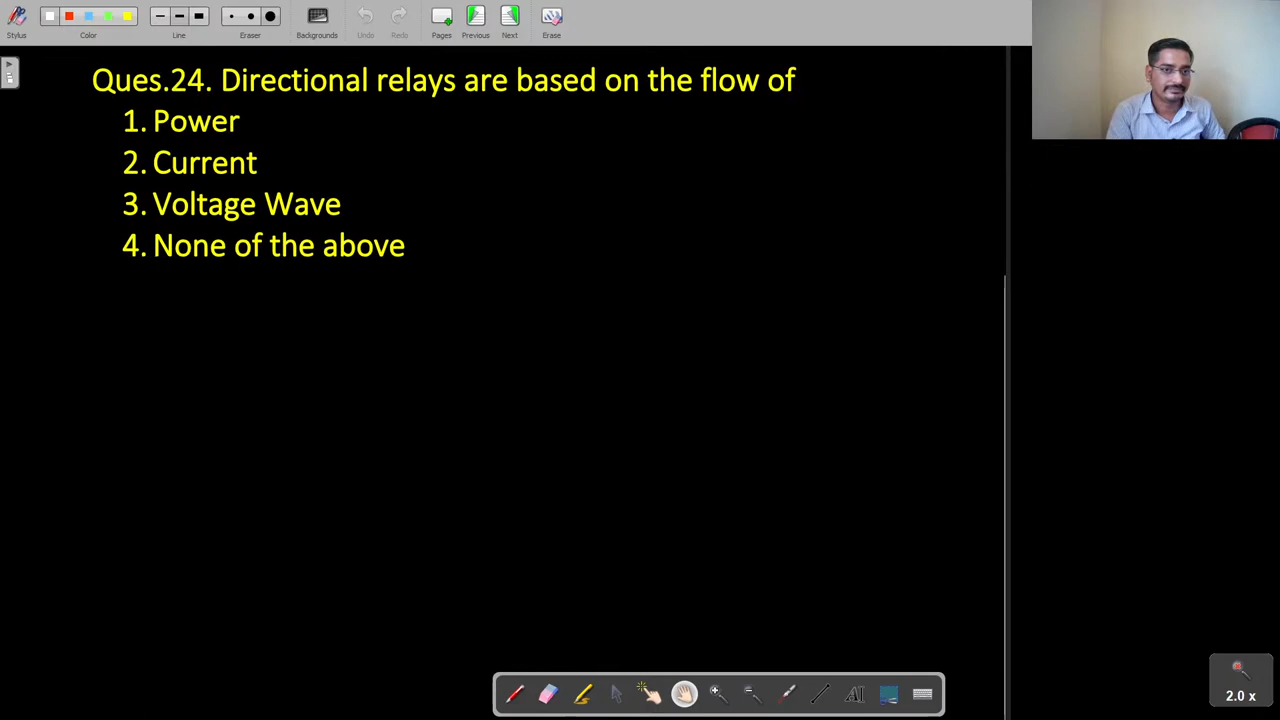 Stylus
Color
Line
Eraser
Backgrounds
Undo
Redo
Pages
Previous
Next
Erase
Ques.24. Directional relays are based on the flow of
1. Power
2. Current
3. Voltage Wave
4. None of the above
AI
2.0 x